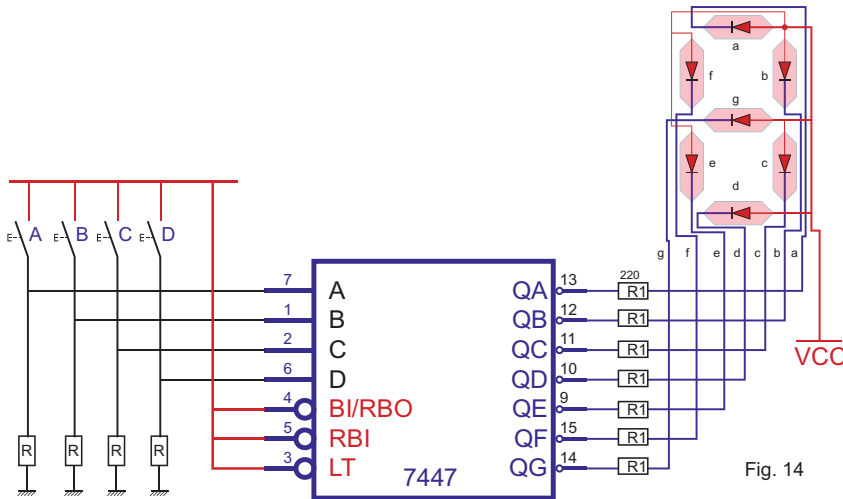 a
f
b
g
e
c
d
A B C D
g f e d c b a
7 A QA 13 220 R1
1 B QB 12 R1
2 C QC 11 R1
VCC
6 D QD 10 R1
4 BI/RBO QE 9 R1
R R R R
5 RBI QF 15 R1
3 LT QG 14 R1
7447
Fig. 14